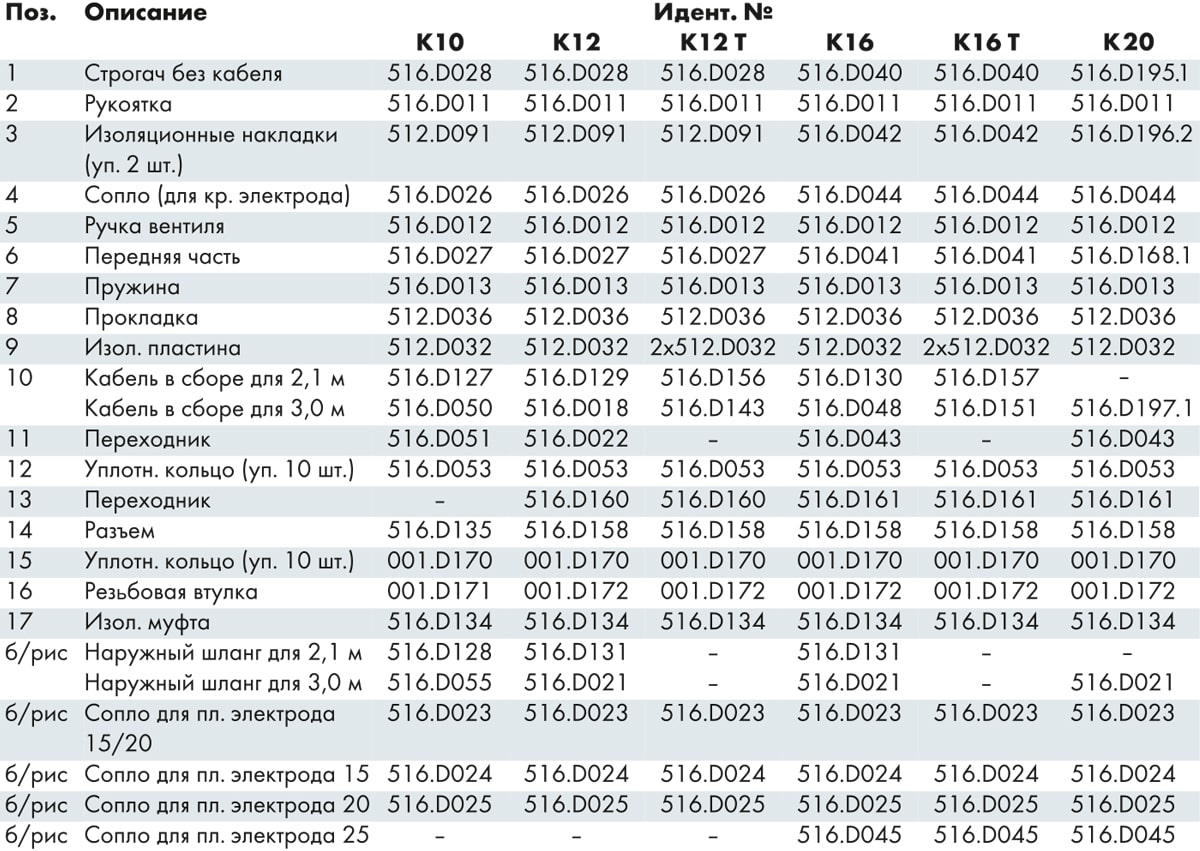 Поз. Описание Идент. №
K10 K12 K12 T K16 K16 T K20
1 Строгач без кабеля 516.D028 516.D028 516.D028 516.D040 516.D040 516.D195.1
2 Рукоятка 516.D011 516.D011 516.D011 516.D011 516.D011 516.D011
3 Изоляционные накладки 512.D091 512.D091 512.D091 516.D042 516.D042 516.D196.2
(уп. 2 шт.)
4 Сопло (для кр. электрода) 516.D026 516.D026 516.D026 516.D044 516.D044 516.D044
5 Ручка вентиля 516.D012 516.D012 516.D012 516.D012 516.D012 516.D012
6 Передняя часть 516.D027 516.D027 516.D027 516.D041 516.D041 516.D168.1
7 Пружина 516.D013 516.D013 516.D013 516.D013 516.D013 516.D013
8 Прокладка 512.D036 512.D036 512.D036 512.D036 512.D036 512.D036
9 Изол. пластина 512.D032 512.D032 2x512.D032 512.D032 2x512.D032 512.D032
10 Кабель в сборе для 2,1 м 516.D127 516.D129 516.D156 516.D130 516.D157 –
Кабель в сборе для 3,0 м 516.D050 516.D018 516.D143 516.D048 516.D151 516.D197.1
11 Переходник 516.D051 516.D022 – 516.D043 – 516.D043
12 Уплотн. кольцо (уп. 10 шт.) 516.D053 516.D053 516.D053 516.D053 516.D053 516.D053
13 Переходник – 516.D160 516.D160 516.D161 516.D161 516.D161
14 Разъем 516.D135 516.D158 516.D158 516.D158 516.D158 516.D158
15 Уплотн. кольцо (уп. 10 шт.) 001.D170 001.D170 001.D170 001.D170 001.D170 001.D170
16 Резьбовая втулка 001.D171 001.D172 001.D172 001.D172 001.D172 001.D172
17 Изол. муфта 516.D134 516.D134 516.D134 516.D134 516.D134 516.D134
б/рис Наружный шланг для 2,1 м 516.D128 516.D131 – 516.D131 – –
Наружный шланг для 3,0 м 516.D055 516.D021 – 516.D021 – 516.D021
б/рис Сопло для пл. электрода 516.D023 516.D023 516.D023 516.D023 516.D023 516.D023
15/20
б/рис Сопло для пл. электрода 15 516.D024 516.D024 516.D024 516.D024 516.D024 516.D024
б/рис Сопло для пл. электрода 20 516.D025 516.D025 516.D025 516.D025 516.D025 516.D025
б/рис Сопло для пл. электрода 25 – – – 516.D045 516.D045 516.D045